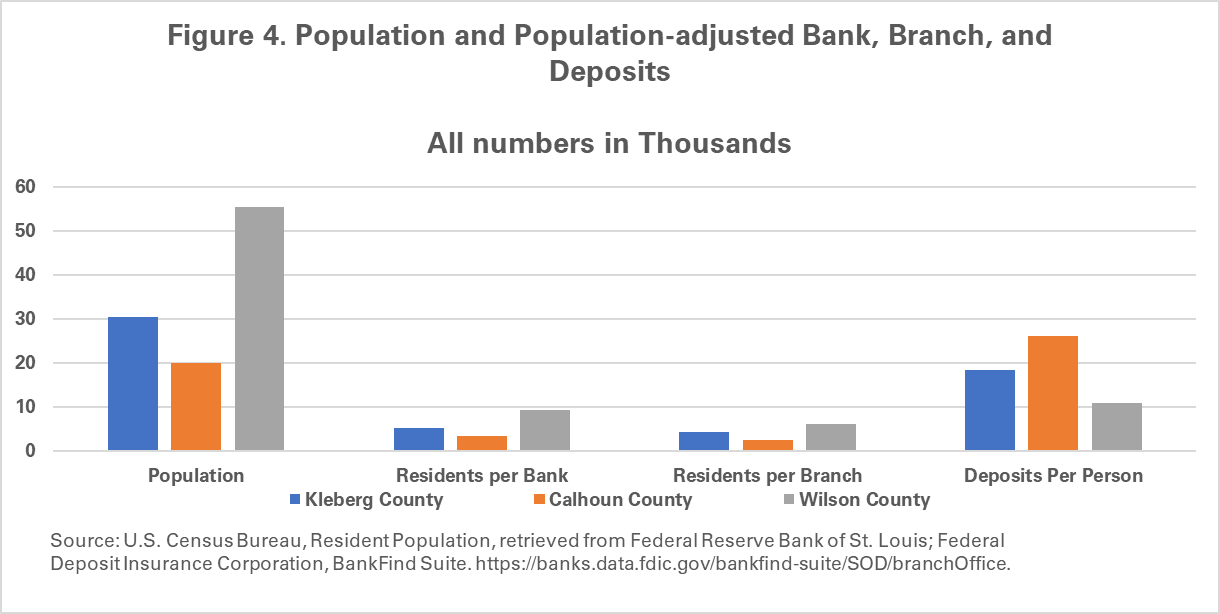 Figure 4. Population and Population-adjusted Bank, Branch, and
Deposits
All numbers in Thousands
60
50
40
30
20
10
0
Population
Residents per Bank
Residents per Branch
Deposits Per Person
Kleberg County
Calhoun County
Wilson County
Source: U.S. Census Bureau, Resident Population, retrieved from Federal Reserve Bank of St. Louis; Federal
Deposit Insurance Corporation, BankFind Suite. https://banks.data.fdic.gov/bankfind-suite/SOD/branchOffice.